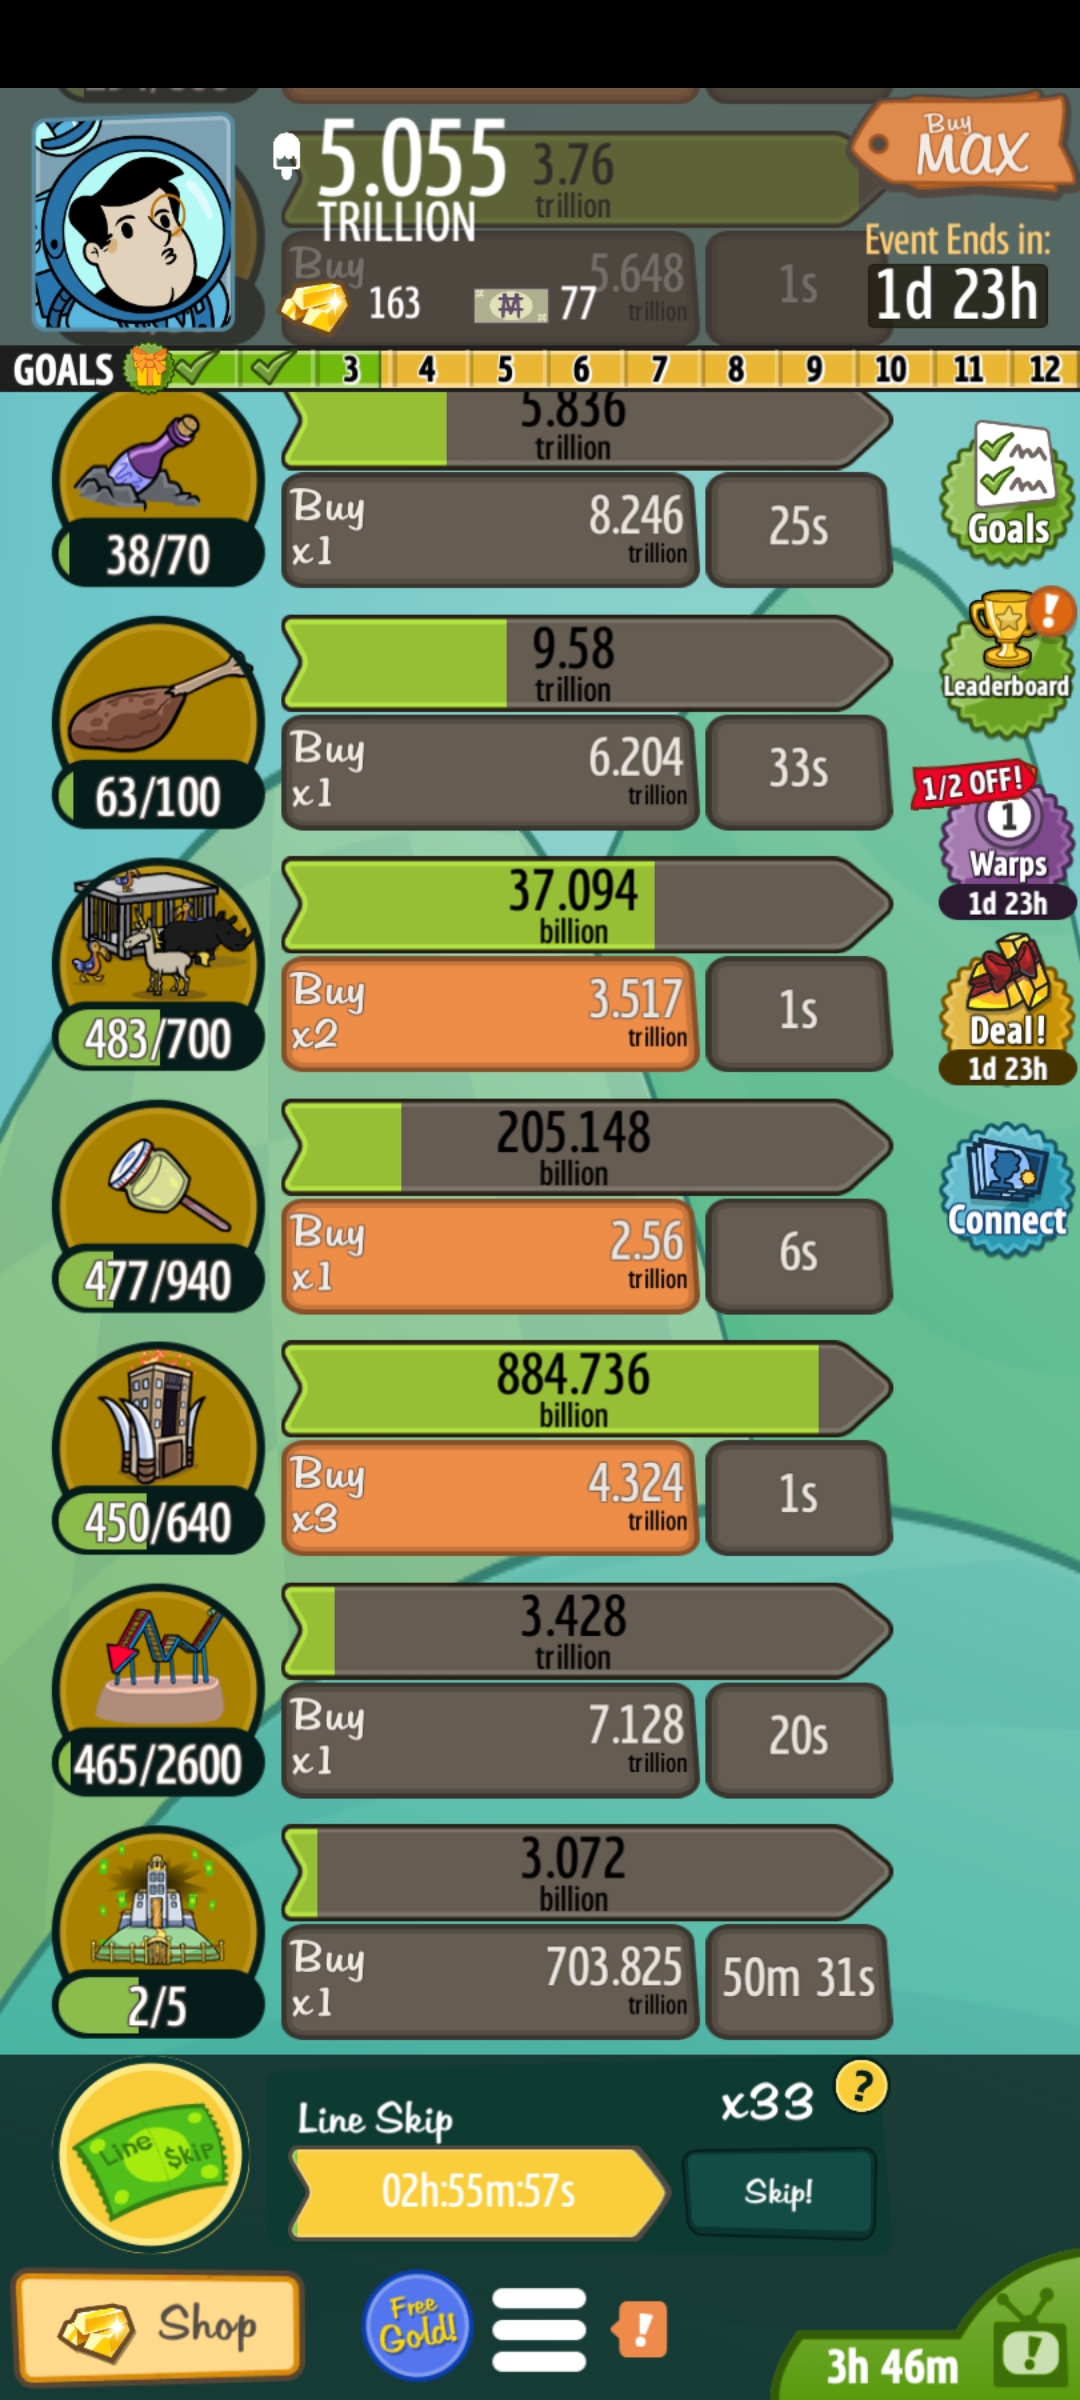 5.055
TRILLION
3.76
trillion
Buy
MAX
Event Ends in:
1d 23h
Buy
5.648
trillion
1s
163
77
GOALS
3
4
5
6
7
8
9
10
11
12
5.836
trillion
38/70
Buy
x1
8.246
trillion
25s
Goals
9.58
trillion
63/100
Buy
x1
6.204
trillion
33s
Leaderboard
1/2 OFF!
1
Warps
1d 23h
37.094
billion
483/700
Buy
x2
3.517
trillion
1s
Deal!
1d 23h
205.148
billion
477/940
Buy
x1
2.56
trillion
6s
Connect
884.736
billion
450/640
Buy
x3
4.324
trillion
1s
3.428
trillion
465/2600
Buy
x1
7.128
trillion
20s
3.072
billion
2/5
Buy
x1
703.825
trillion
50m 31s
Line $kip
Line Skip
x33
?
02h:55m:57s
Skip!
Shop
Free
Gold!
!
3h 46m
!